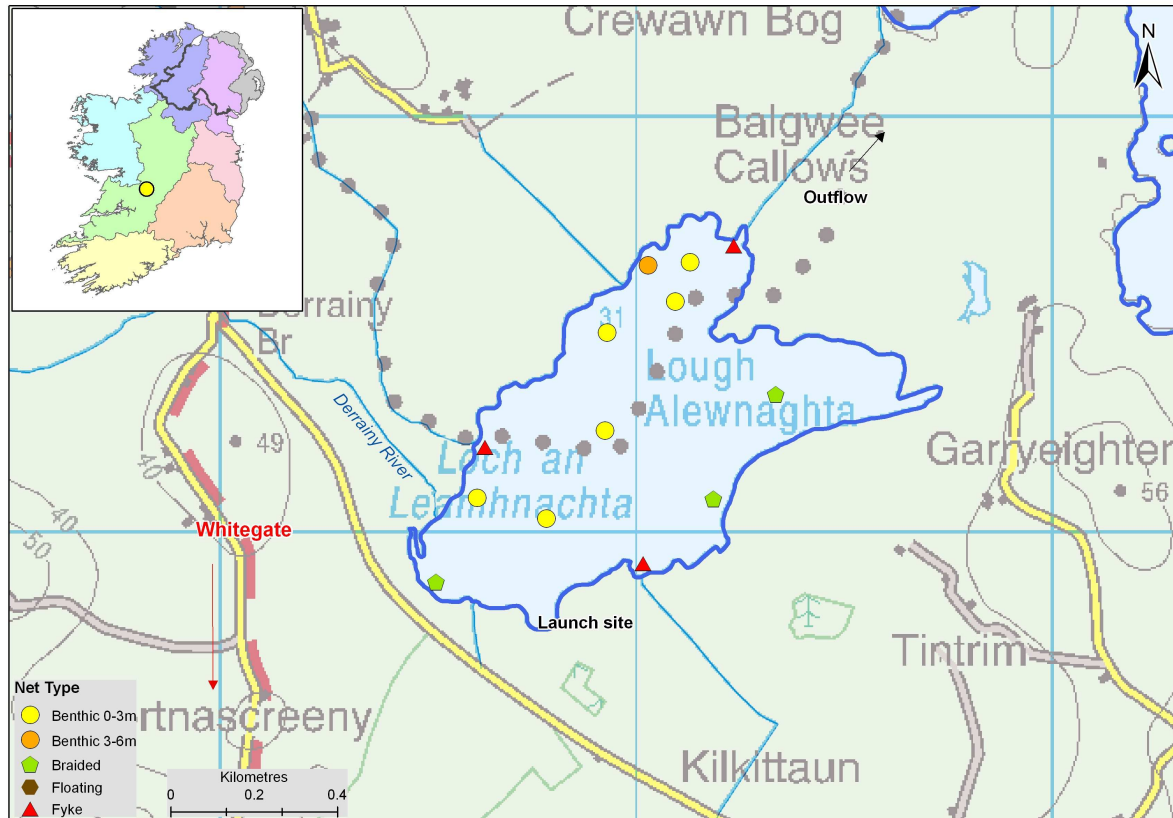 Crewawn Bog
N
Balgwee
Callows
Outflow
Derrainy
Br
31
Lough
Alewnaghta
Derrainy River
49
40
Loch an
Leamhnachta
Garryeighter
56
40
50
Whitegate
Launch site
Tintrim
Net Type
Benthic 0-3m
Benthic 3-6m
Braided
Floating
Fyke
rtnascreeny
Kilometres
0 0.2 0.4
Kilkittaun